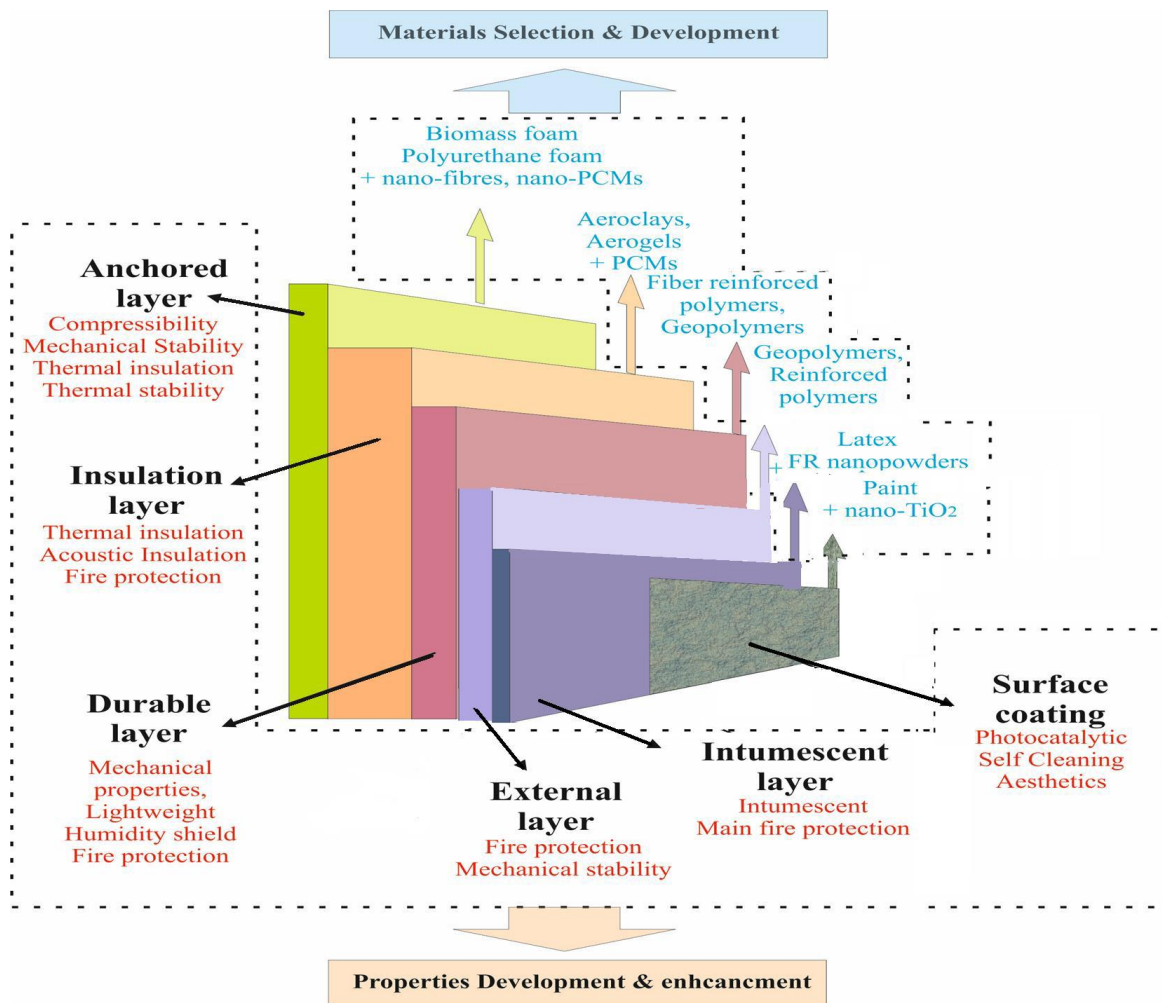 Materials Selection & Development
Biomass foam
Polyurethane foam
+ nano-fibres, nano-PCMs
Aeroclays,
Aerogels
+ PCMs
Fiber reinforced
polymers,
Geopolymers
Geopolymers,
Reinforced
polymers
Latex
+ FR nanopowders
Paint
+ nano-TiO2
Anchored
layer
Compressibility
Mechanical Stability
Thermal insulation
Thermal stability
Insulation
layer
Thermal insulation
Acoustic Insulation
Fire protection
Durable
layer
Mechanical
properties,
Lightweight
Humidity shield
Fire protection
External
layer
Fire protection
Mechanical stability
Intumescent
layer
Intumescent
Main fire protection
Surface
coating
Photocatalytic
Self Cleaning
Aesthetics
Properties Development & enhcancment